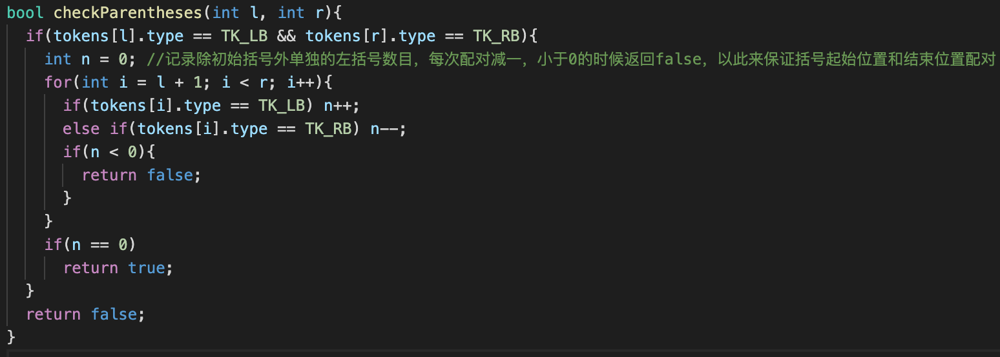 bool checkParentheses(int l, int r){
  if(tokens[l].type == TK_LB && tokens[r].type == TK_RB){
    int n = 0; //记录除初始括号外单独的左括号数目，每次配对减一，小于0的时候返回false，以此来保证括号起始位置和结束位置配对
    for(int i = l + 1; i < r; i++){
      if(tokens[i].type == TK_LB) n++;
      else if(tokens[i].type == TK_RB) n--;
      if(n < 0){
        return false;
      }
    }
    if(n == 0)
      return true;
  }
  return false;
}